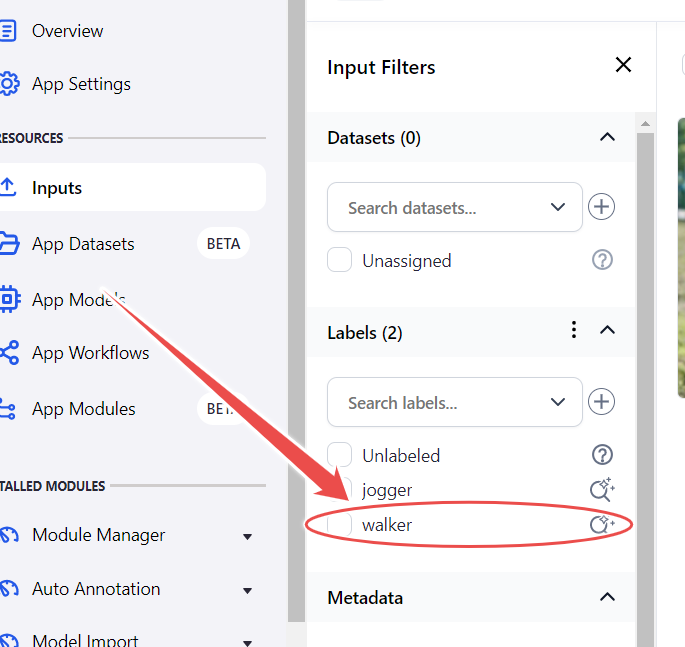 Overview
App Settings
RESOURCES
Inputs
App Datasets BETA
App Models
App Workflows
App Modules BETA
TALLED MODULES
Module Manager
Auto Annotation
Model Import
Input Filters
Datasets (0)
Search datasets...
Unassigned
Labels (2)
Search labels...
Unlabeled
jogger
walker
Metadata